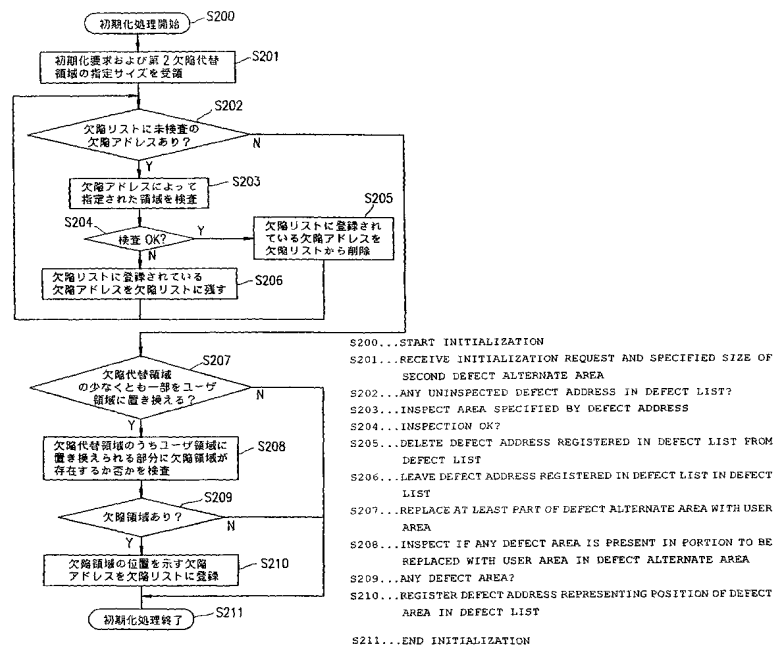 初期化処理開始
S200
初期化要求および第2欠陥代替
領域の指定サイズを受領
S201
S202
欠陥リストに未検査の
欠陥アドレスあり?
N
Y
S203
欠陥アドレスによって
指定された領域を検査
S204
検査 OK?
Y
N
S205
欠陥リストに登録され
ている欠陥アドレスを
欠陥リストから削除
欠陥リストに登録されている
欠陥アドレスを欠陥リストに残す
S206
S207
欠陥代替領域
の少なくとも一部をユーザ
領域に置き換える?
N
Y
欠陥代替領域のうちユーザ領域に
置き換えられる部分に欠陥領域が
存在するか否かを検査
S208
S209
欠陥領域あり?
N
Y
欠陥領域の位置を示す欠陥
アドレスを欠陥リストに登録
S210
S211
初期化処理終了
S200...START INITIALIZATION
S201...RECEIVE INITIALIZATION REQUEST AND SPECIFIED SIZE OF
SECOND DEFECT ALTERNATE AREA
S202...ANY UNINSPECTED DEFECT ADDRESS IN DEFECT LIST?
S203...INSPECT AREA SPECIFIED BY DEFECT ADDRESS
S204...INSPECTION OK?
S205...DELETE DEFECT ADDRESS REGISTERED IN DEFECT LIST FROM
DEFECT LIST
S206...LEAVE DEFECT ADDRESS REGISTERED IN DEFECT LIST IN DEFECT
LIST
S207...REPLACE AT LEAST PART OF DEFECT ALTERNATE AREA WITH USER
AREA
S208...INSPECT IF ANY DEFECT AREA IS PRESENT IN PORTION TO BE
REPLACED WITH USER AREA IN DEFECT ALTERNATE AREA
S209...ANY DEFECT AREA?
S210...REGISTER DEFECT ADDRESS REPRESENTING POSITION OF DEFECT
AREA IN DEFECT LIST
S211...END INITIALIZATION